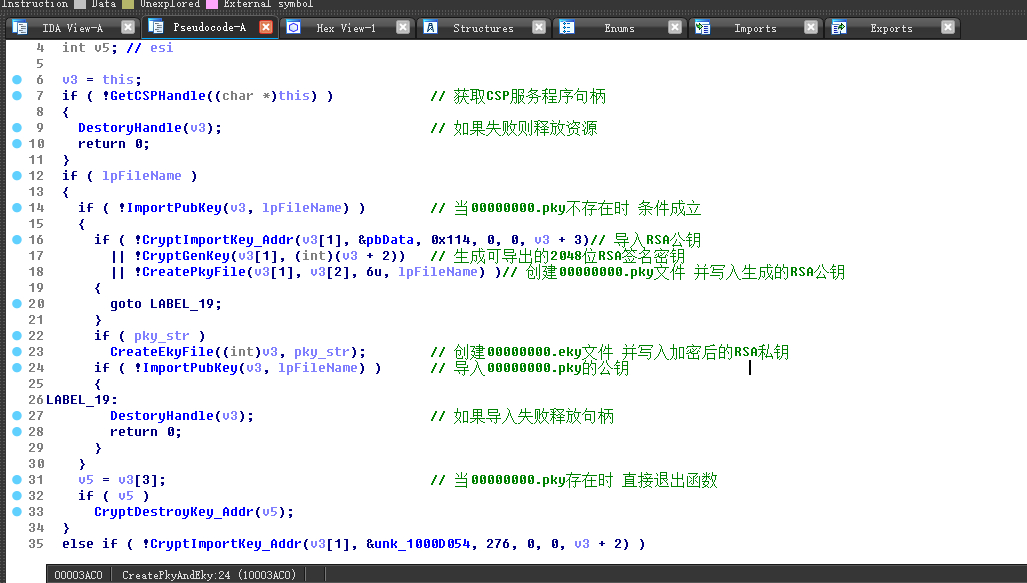 Instruction Data Unexplored External symbol
IDA View-A Pseudocode-A Hex View-1 Structures Enums Imports Exports
4 int v5; // esi
5
6 v3 = this;
7 if ( !GetCSPHandle((char *)this) ) // 获取CSP服务程序句柄
8 {
9 DestoryHandle(v3); // 如果失败则释放资源
10 return 0;
11 }
12 if ( lpFileName )
13 {
14 if ( !ImportPubKey(v3, lpFileName) ) // 当00000000.pky不存在时 条件成立
15 {
16 if ( !CryptImportKey_Addr(v3[1], &pbData, 0x114, 0, 0, v3 + 3)// 导入RSA公钥
17 || !CryptGenKey(v3[1], (int)(v3 + 2)) // 生成可导出的2048位RSA签名密钥
18 || !CreatePkyFile(v3[1], v3[2], 6u, lpFileName) )// 创建00000000.pky文件 并写入生成的RSA公钥
19 {
20 goto LABEL_19;
21 }
22 if ( pky_str )
23 CreateEkyFile((int)v3, pky_str); // 创建00000000.eky文件 并写入加密后的RSA私钥
24 if ( !ImportPubKey(v3, lpFileName) ) // 导入00000000.pky的公钥
25 {
26 LABEL_19:
27 DestoryHandle(v3); // 如果导入失败释放句柄
28 return 0;
29 }
30 }
31 v5 = v3[3]; // 当00000000.pky存在时 直接退出函数
32 if ( v5 )
33 CryptDestroyKey_Addr(v5);
34 }
35 else if ( !CryptImportKey_Addr(v3[1], &unk_1000D054, 276, 0, 0, v3 + 2) )
00003AC0 CreatePkyAndEky:24 (10003AC0)